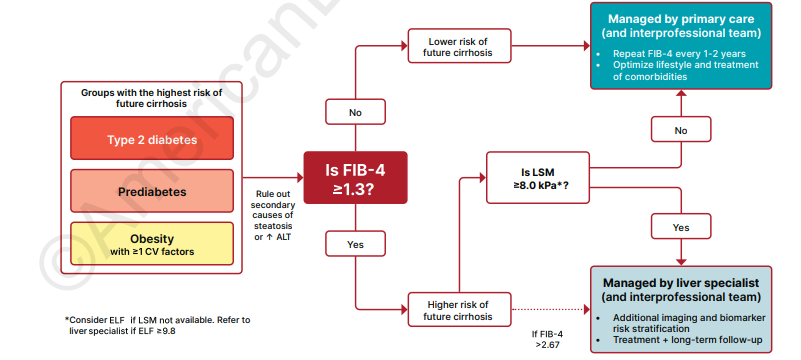 Groups with the highest risk of
future cirrhosis
Type 2 diabetes
Prediabetes
Obesity
with ≥1 CV factors
Rule out
secondary
causes of
steatosis
or ↑ ALT
Is FIB-4
≥1.3?
No
Lower risk of
future cirrhosis
Managed by primary care
(and interprofessional team)
• Repeat FIB-4 every 1-2 years
• Optimize lifestyle and treatment
of comorbidities
Yes
Higher risk of
future cirrhosis
Is LSM
≥8.0 kPa*?
No
Yes
If FIB-4
>2.67
Managed by liver specialist
(and interprofessional team)
• Additional imaging and biomarker
risk stratification
• Treatment + long-term follow-up
*Consider ELF if LSM not available. Refer to
liver specialist if ELF ≥9.8
©American